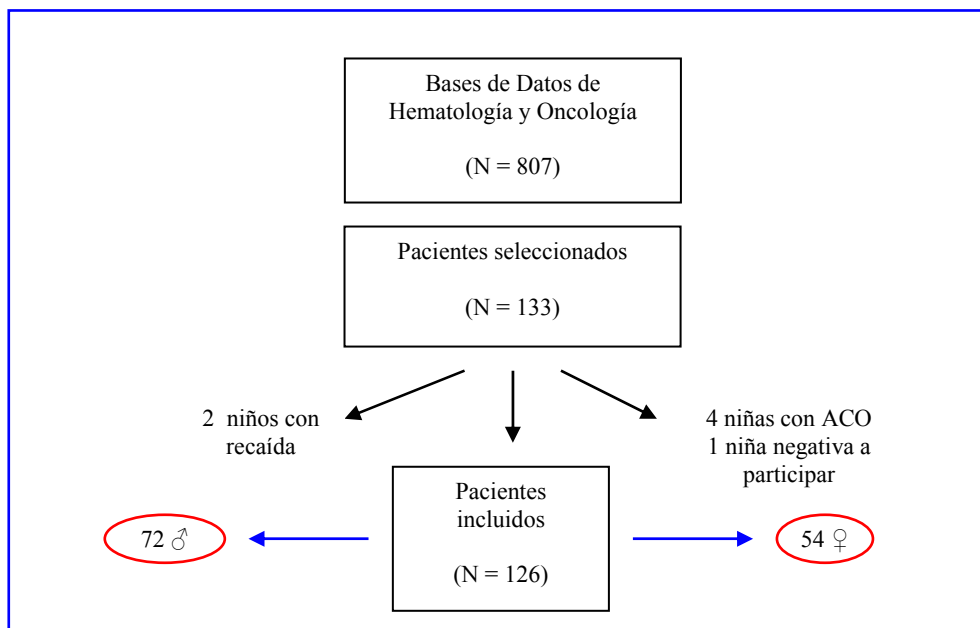 Bases de Datos de
Hematología y Oncología
(N = 807)
Pacientes seleccionados
(N = 133)
2 niños con
recaída
4 niñas con ACO
1 niña negativa a
participar
Pacientes
incluidos
(N = 126)
72 ♂
54 ♀